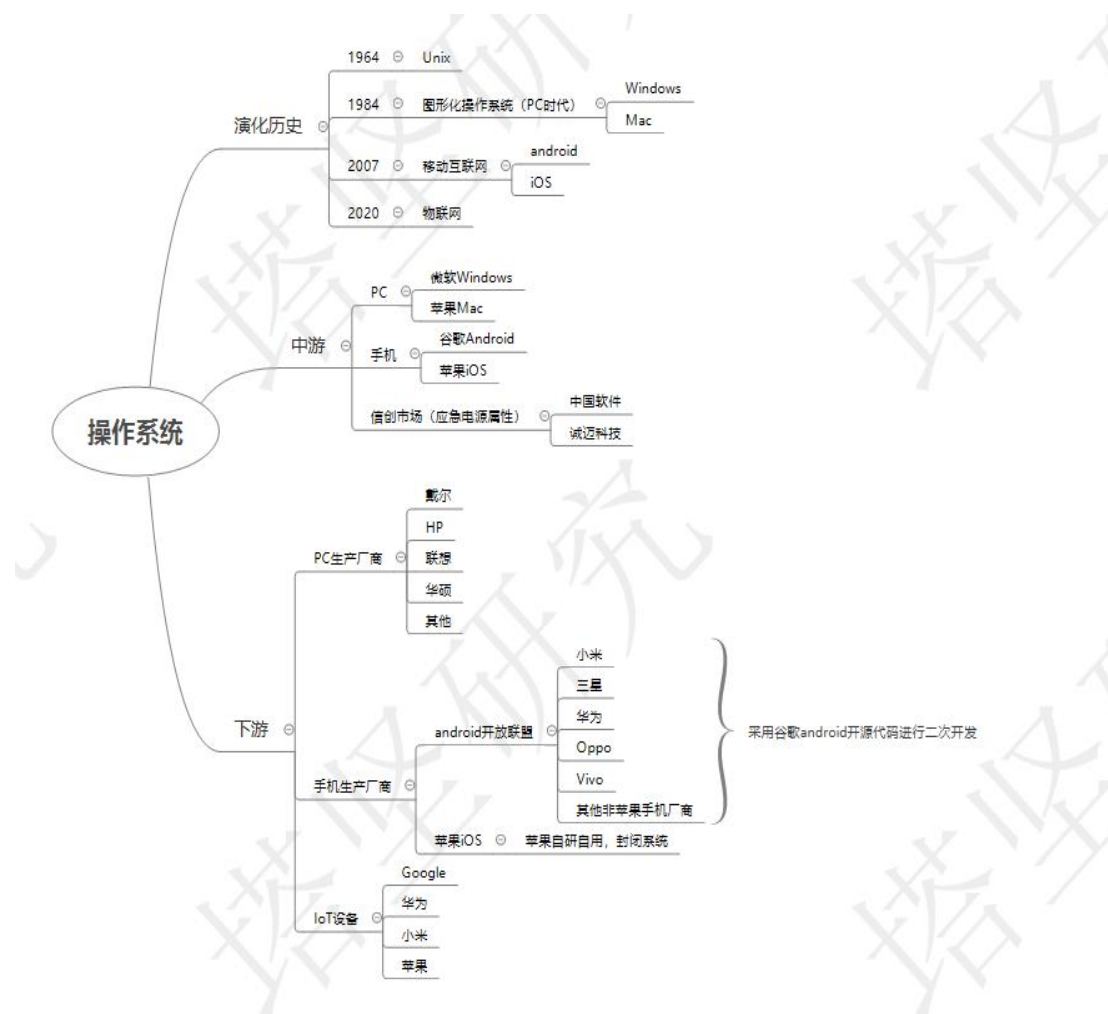 操作系统
演化历史
1964 Unix
1984 图形化操作系统（PC时代）
Windows
Mac
2007 移动互联网
android
iOS
2020 物联网
中游
PC
微软Windows
苹果Mac
手机
谷歌Android
苹果iOS
信创市场（应急电源属性）
中国软件
诚迈科技
下游
PC生产厂商
戴尔
HP
联想
华硕
其他
手机生产厂商
android开放联盟
小米
三星
华为
Oppo
Vivo
其他非苹果手机厂商
采用谷歌android开源代码进行二次开发
苹果iOS 苹果自研自用，封闭系统
IoT设备
Google
华为
小米
苹果
塔坚研究